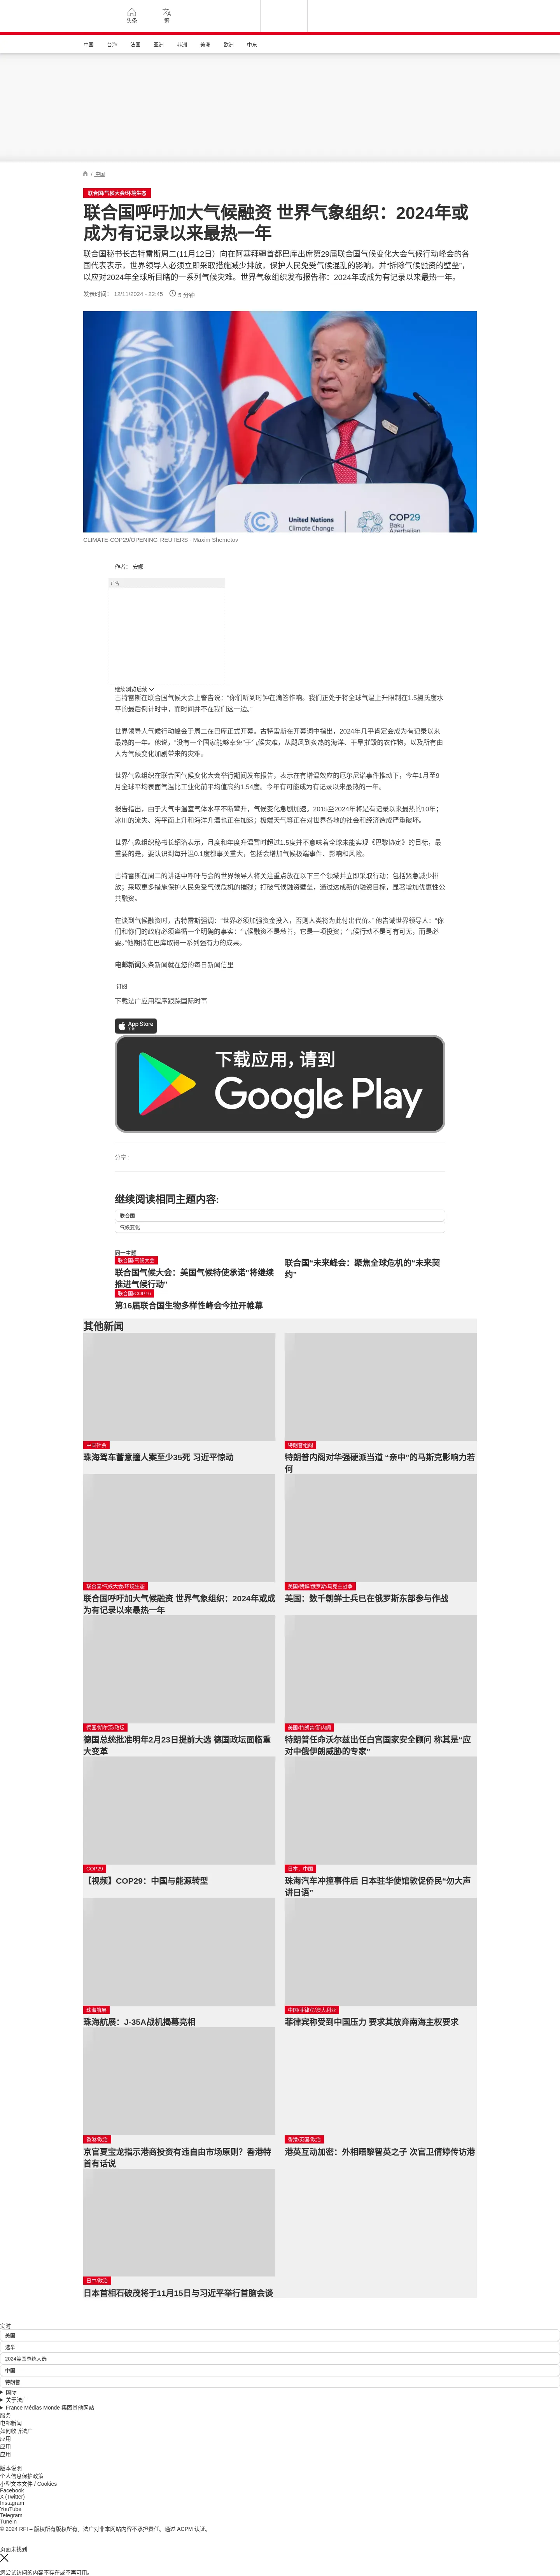 头条
繁
中国 台海 法国 亚洲 非洲 美洲 欧洲 中东
/ 中国
联合国/气候大会/环境生态
联合国呼吁加大气候融资 世界气象组织：2024年或
成为有记录以来最热一年
联合国秘书长古特雷斯周二(11月12日）向在阿塞拜疆首都巴库出席第29届联合国气候变化大会气候行动峰会的各
国代表表示，世界领导人必须立即采取措施减少排放，保护人民免受气候混乱的影响，并“拆除气候融资的壁垒”，
以应对2024年全球所目睹的一系列气候灾难。世界气象组织发布报告称：2024年或成为有记录以来最热一年。
发表时间： 12/11/2024 - 22:45 5 分钟
United Nations
Climate Change
COP29
Baku
Azerbaijan
CLIMATE-COP29/OPENING REUTERS - Maxim Shemetov
作者： 安娜
广告
继续浏览后续
古特雷斯在联合国气候大会上警告说：“你们听到时钟在滴答作响。我们正处于将全球气温上升限制在1.5摄氏度水
平的最后倒计时中，而时间并不在我们这一边。”
世界领导人气候行动峰会于周二在巴库正式开幕。古特雷斯在开幕词中指出，2024年几乎肯定会成为有记录以来
最热的一年。他说，“没有一个国家能够幸免”于气候灾难，从飓风到炙热的海洋、干旱摧毁的农作物，以及所有由
人为气候变化加剧带来的灾难。
世界气象组织在联合国气候变化大会举行期间发布报告，表示在有增温效应的厄尔尼诺事件推动下，今年1月至9
月全球平均表面气温比工业化前平均值高约1.54度。今年有可能成为有记录以来最热的一年。
报告指出，由于大气中温室气体水平不断攀升，气候变化急剧加速。2015至2024年将是有记录以来最热的10年；
冰川的流失、海平面上升和海洋升温也正在加速；极端天气等正在对世界各地的社会和经济造成严重破坏。
世界气象组织秘书长绍洛表示，月度和年度升温暂时超过1.5度并不意味着全球未能实现《巴黎协定》的目标，最
重要的是，要认识到每升温0.1度都事关重大，包括会增加气候极端事件、影响和风险。
古特雷斯在周二的讲话中呼吁与会的世界领导人将关注重点放在以下三个领域并立即采取行动：包括紧急减少排
放；采取更多措施保护人民免受气候危机的摧残；打破气候融资壁垒，通过达成新的融资目标，显著增加优惠性公
共融资。
在谈到气候融资时，古特雷斯强调：“世界必须加强资金投入，否则人类将为此付出代价。” 他告诫世界领导人：“你
们和你们的政府必须遵循一个明确的事实：气候融资不是慈善，它是一项投资；气候行动不是可有可无，而是必
要。”他期待在巴库取得一系列强有力的成果。
电邮新闻头条新闻就在您的每日新闻信里
订阅
下载法广应用程序跟踪国际时事
App Store
下载
下载应用，请到
Google Play
分享 :
继续阅读相同主题内容:
联合国
气候变化
同一主题
联合国/气候大会
联合国气候大会：美国气候特使承诺"将继续
推进气候行动"
联合国“未来峰会：聚焦全球危机的“未来契
约”
联合国/COP16
第16届联合国生物多样性峰会今拉开帷幕
其他新闻
中国社会
珠海驾车蓄意撞人案至少35死 习近平惊动
特朗普组阁
特朗普内阁对华强硬派当道 “亲中”的马斯克影响力若
何
联合国/气候大会/环境生态
联合国呼吁加大气候融资 世界气象组织：2024年或成
为有记录以来最热一年
美国/朝鲜/俄罗斯/乌克兰战争
美国：数千朝鲜士兵已在俄罗斯东部参与作战
德国/朔尔茨/政坛
德国总统批准明年2月23日提前大选 德国政坛面临重
大变革
美国/特朗普/新内阁
特朗普任命沃尔兹出任白宫国家安全顾问 称其是“应
对中俄伊朗威胁的专家”
COP29
【视频】COP29：中国与能源转型
日本，中国
珠海汽车冲撞事件后 日本驻华使馆敦促侨民“勿大声
讲日语”
珠海航展
珠海航展：J-35A战机揭幕亮相
中国/菲律宾/澳大利亚
菲律宾称受到中国压力 要求其放弃南海主权要求
香港/政治
京官夏宝龙指示港商投资有违自由市场原则？香港特
首有话说
香港/英国/政治
港英互动加密：外相晤黎智英之子 次官卫倩婷传访港
日中/政治
日本首相石破茂将于11月15日与习近平举行首脑会谈
实时
美国
选举
2024美国总统大选
中国
特朗普
国际
关于法广
France Médias Monde 集团其他网站
服务
电邮新闻
如何收听法广
应用
应用
应用
版本说明
个人信息保护政策
小型文本文件 / Cookies
Facebook
X (Twitter)
Instagram
YouTube
Telegram
TuneIn
© 2024 RFI – 版权所有版权所有。法广对非本网站内容不承担责任。通过 ACPM 认证。
页面未找到
您尝试访问的内容不存在或不再可用。